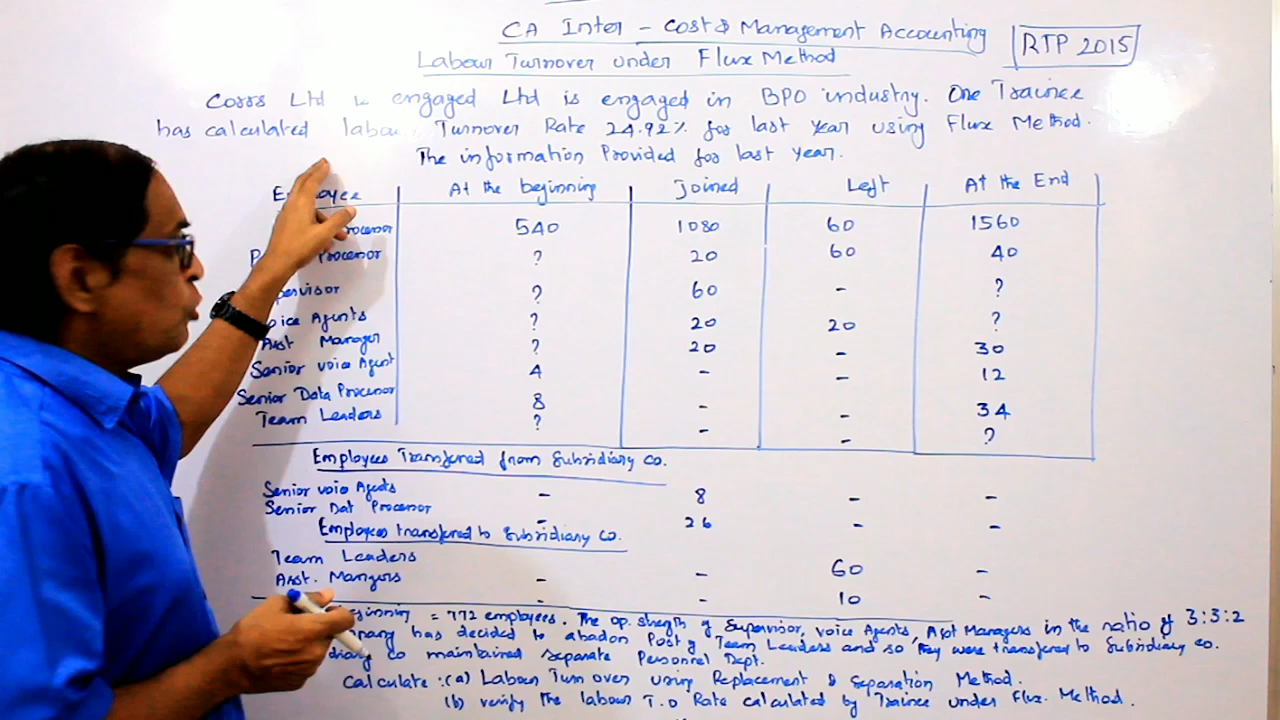 CA Inter - Cost & Management Accounting
RTP 2015
Labour Turnover under Flux Method
Corrs Ltd is engaged Ltd is engaged in BPO industry. One Trainee
has calculated labou Turnover Rate 24.92% for last year using Flux Method.
The information Provided for last year.
At the beginning Joined Left At the End
540 1080 60 1560
? 20 60 40
? 60 - ?
Agents ? 20 20 ?
Asst Manager ? 20 - 30
Senior voice Agent 4 - - 12
Senior Data Processor 8 - - 34
Team Leaders ? - - ?
Employees Transferred from Subsidiary co.
Senior voice Agents - 8 - -
Senior Dat Processor - 26 - -
Employees transferred to Subsidiary co.
Team Leaders - - 60 -
Asst. Mangers - - 10 -
= 772 employees. The op. strength of Supervisor, voice Agents, Asst Managers in the ratio of 3:3:2
has decided to abadon Post of Team Leaders and so they were transferred to Subsidiary co.
co maintained separate Personnel Dept.
Calculate :(a) Labour Turn over using Replacement & Separation Method.
(b) verify the labour T.O Rate calculated by Trainee under Flux. Method.